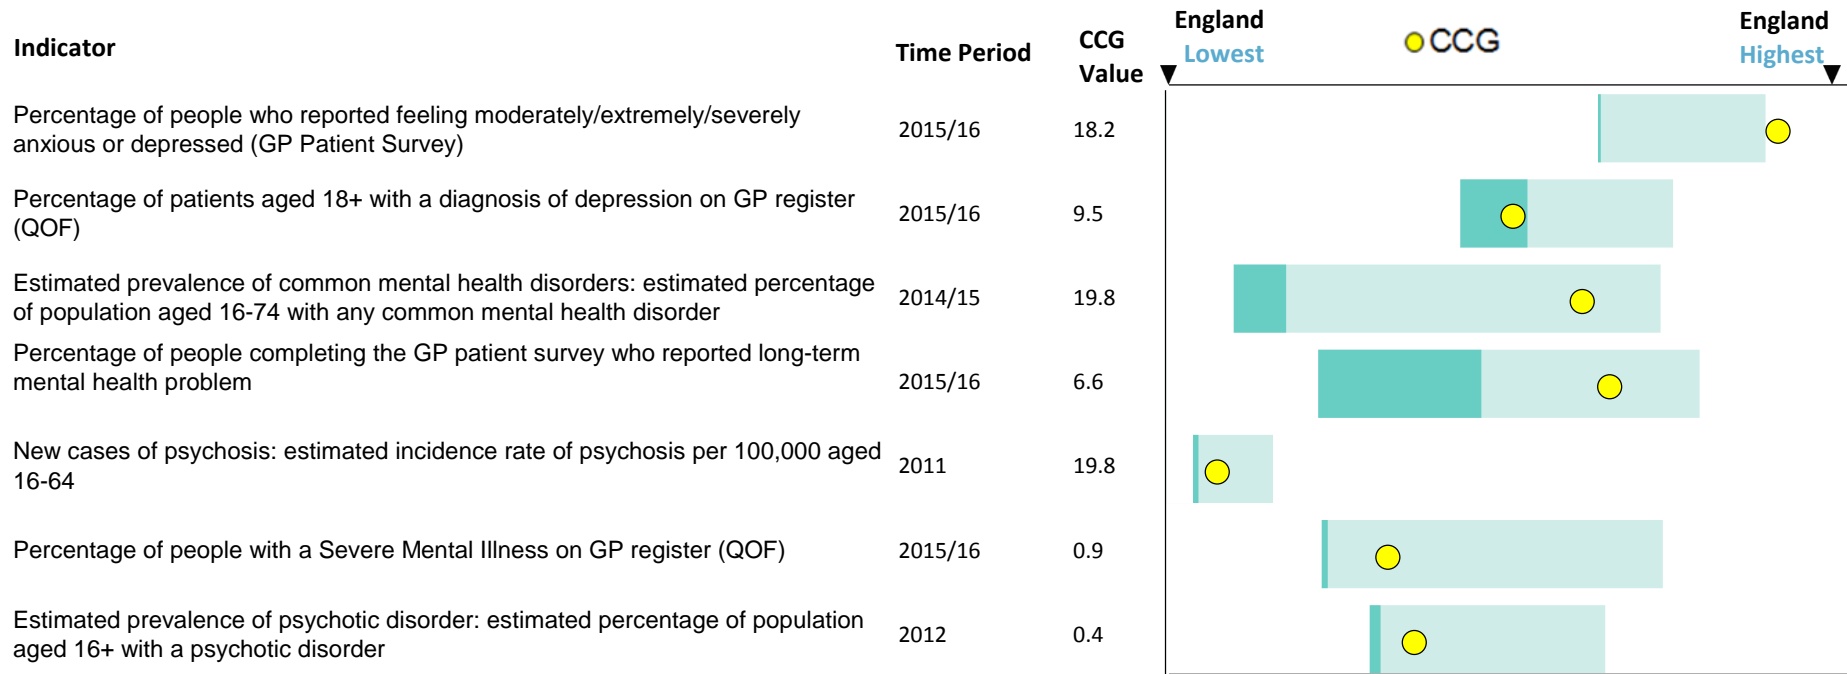 Indicator
Time Period
CCG
Value
England
Lowest
CCG
England
Highest
Percentage of people who reported feeling moderately/extremely/severely
anxious or depressed (GP Patient Survey)
2015/16
18.2
Percentage of patients aged 18+ with a diagnosis of depression on GP register
(QOF)
2015/16
9.5
Estimated prevalence of common mental health disorders: estimated percentage
of population aged 16-74 with any common mental health disorder
2014/15
19.8
Percentage of people completing the GP patient survey who reported long-term
mental health problem
2015/16
6.6
New cases of psychosis: estimated incidence rate of psychosis per 100,000 aged
16-64
2011
19.8
Percentage of people with a Severe Mental Illness on GP register (QOF)
2015/16
0.9
Estimated prevalence of psychotic disorder: estimated percentage of population
aged 16+ with a psychotic disorder
2012
0.4